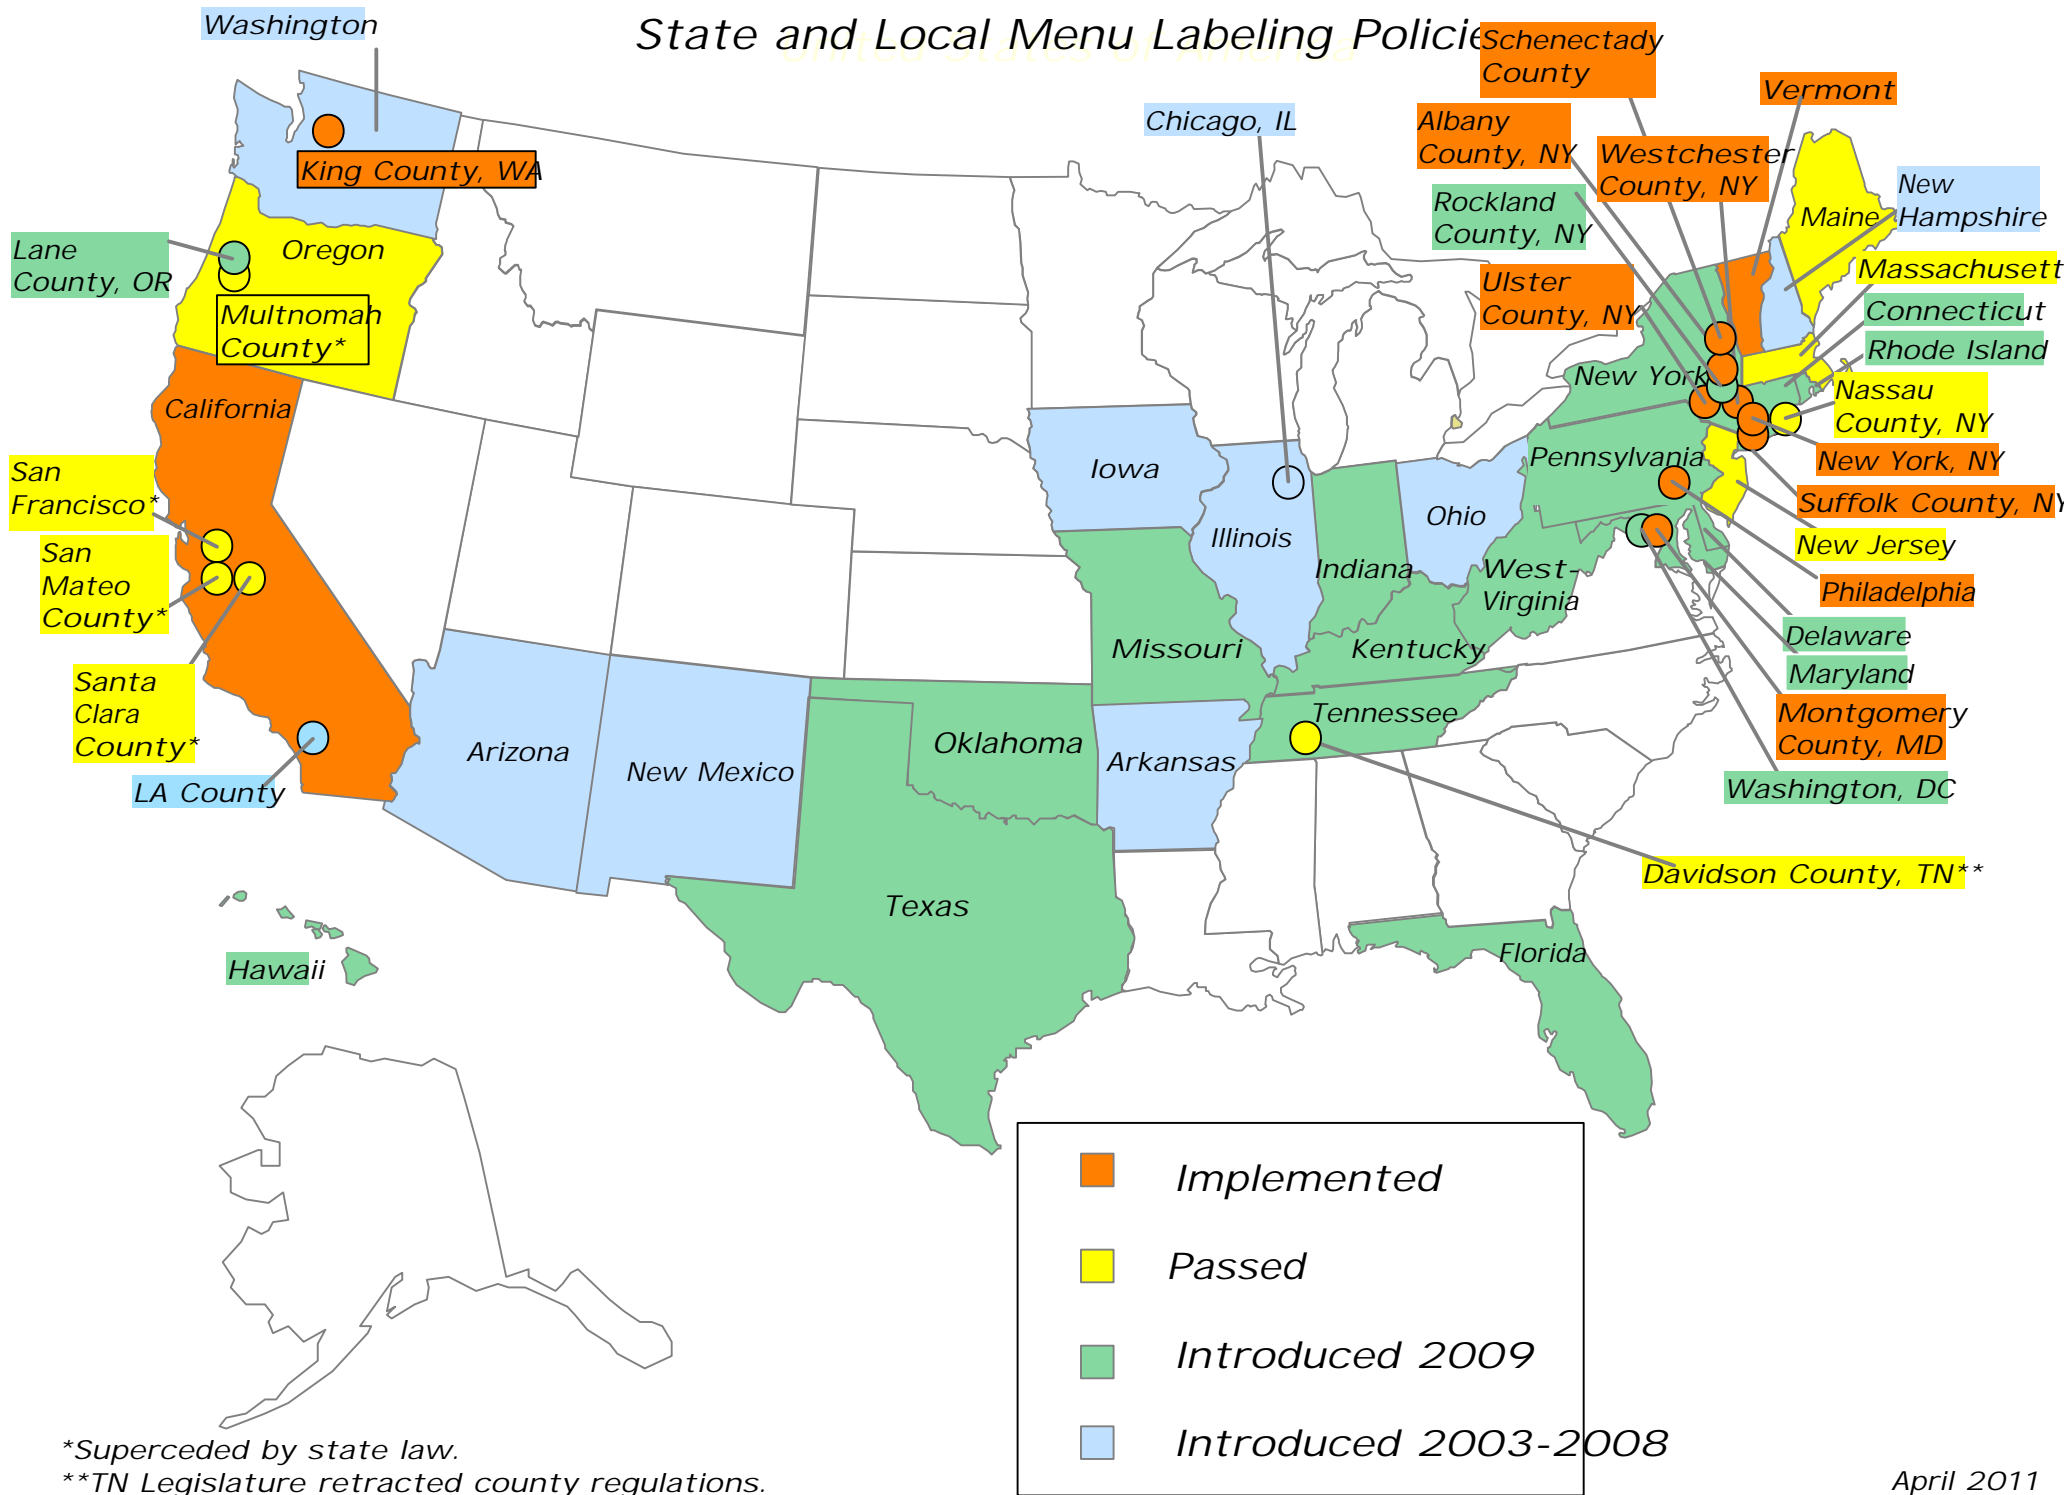 State and Local Menu Labeling Policie
United States of America
Washington
King County, WA
Lane
County, OR
Oregon
Multnomah
County*
California
San
Francisco*
San
Mateo
County*
Santa
Clara
County*
LA County
Hawaii
Arizona
New Mexico
Texas
Oklahoma
Iowa
Missouri
Arkansas
Chicago, IL
Illinois
Indiana
Ohio
Kentucky
Tennessee
West-
Virginia
Florida
Pennsylvania
New York
Maine
Schenectady
County
Albany
County, NY
Westchester
County, NY
Rockland
County, NY
Ulster
County, NY
Vermont
New
Hampshire
Massachusett
Connecticut
Rhode Island
Nassau
County, NY
New York, NY
Suffolk County, NY
New Jersey
Philadelphia
Delaware
Maryland
Montgomery
County, MD
Washington, DC
Davidson County, TN**
Implemented
Passed
Introduced 2009
Introduced 2003-2008
*Superceded by state law.
**TN Legislature retracted county regulations.
April 2011